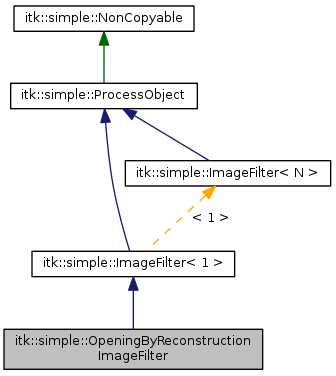 itk::simple::NonCopyable
itk::simple::ProcessObject
itk::simple::ImageFilter< N >
< 1 >
itk::simple::ImageFilter< 1 >
itk::simple::OpeningByReconstruction
ImageFilter